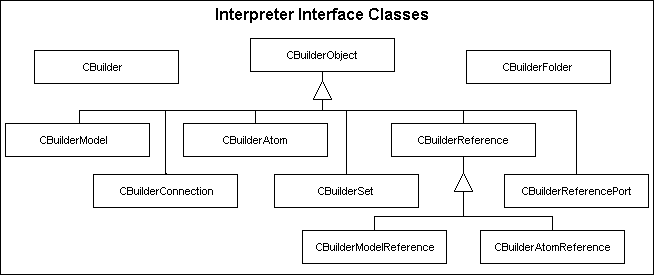 Interpreter Interface Classes
CBuilder
CBuilderObject
CBuilderFolder
CBuilderModel
CBuilderAtom
CBuilderReference
CBuilderConnection
CBuilderSet
CBuilderReferencePort
CBuilderModelReference
CBuilderAtomReference